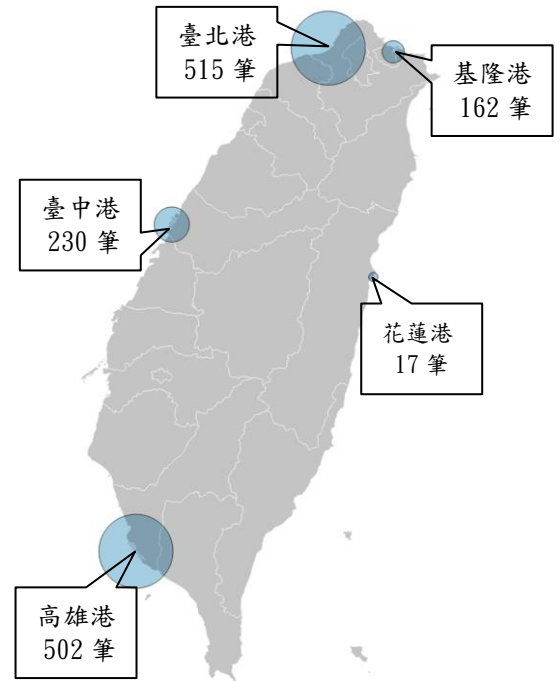 臺北港
515 筆
基隆港
162 筆
臺中港
230 筆
花蓮港
17 筆
高雄港
502 筆